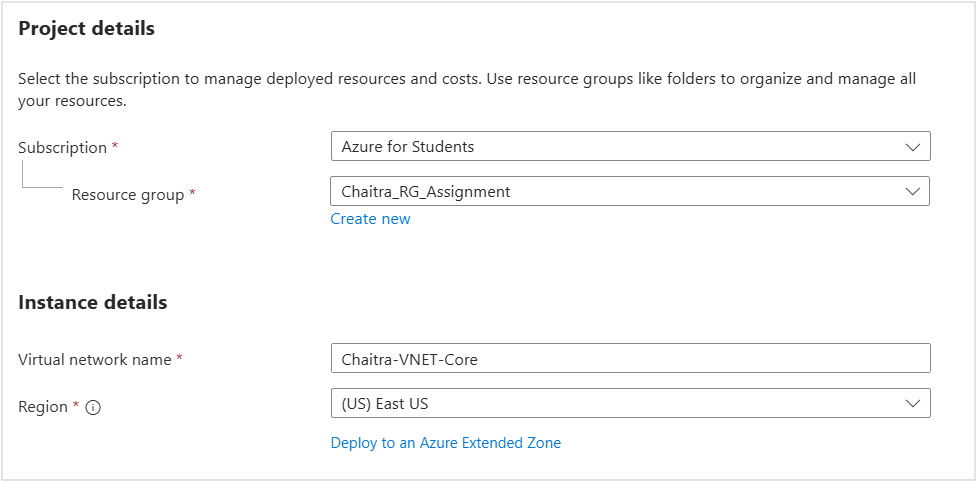 Project details
Select the subscription to manage deployed resources and costs. Use resource groups like folders to organize and manage all
your resources.
Subscription *
Azure for Students
Resource group *
Chaitra_RG_Assignment
Create new
Instance details
Virtual network name *
Chaitra-VNET-Core
Region *
(US) East US
Deploy to an Azure Extended Zone